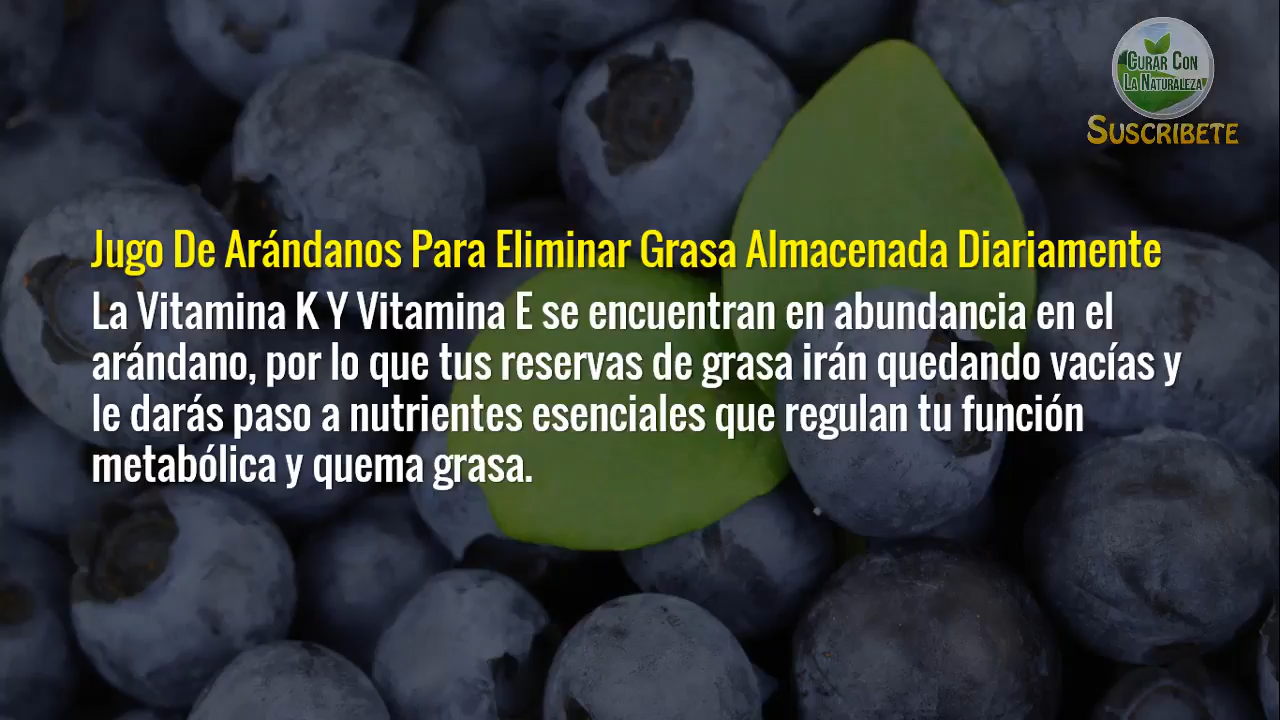 CURAR CON
LA NATURALEZA
SUSCRIBETE
Jugo De Arándanos Para Eliminar Grasa Almacenada Diariamente
La Vitamina K Y Vitamina E se encuentran en abundancia en el
arándano, por lo que tus reservas de grasa irán quedando vacías y
le darás paso a nutrientes esenciales que regulan tu función
metabólica y quema grasa.